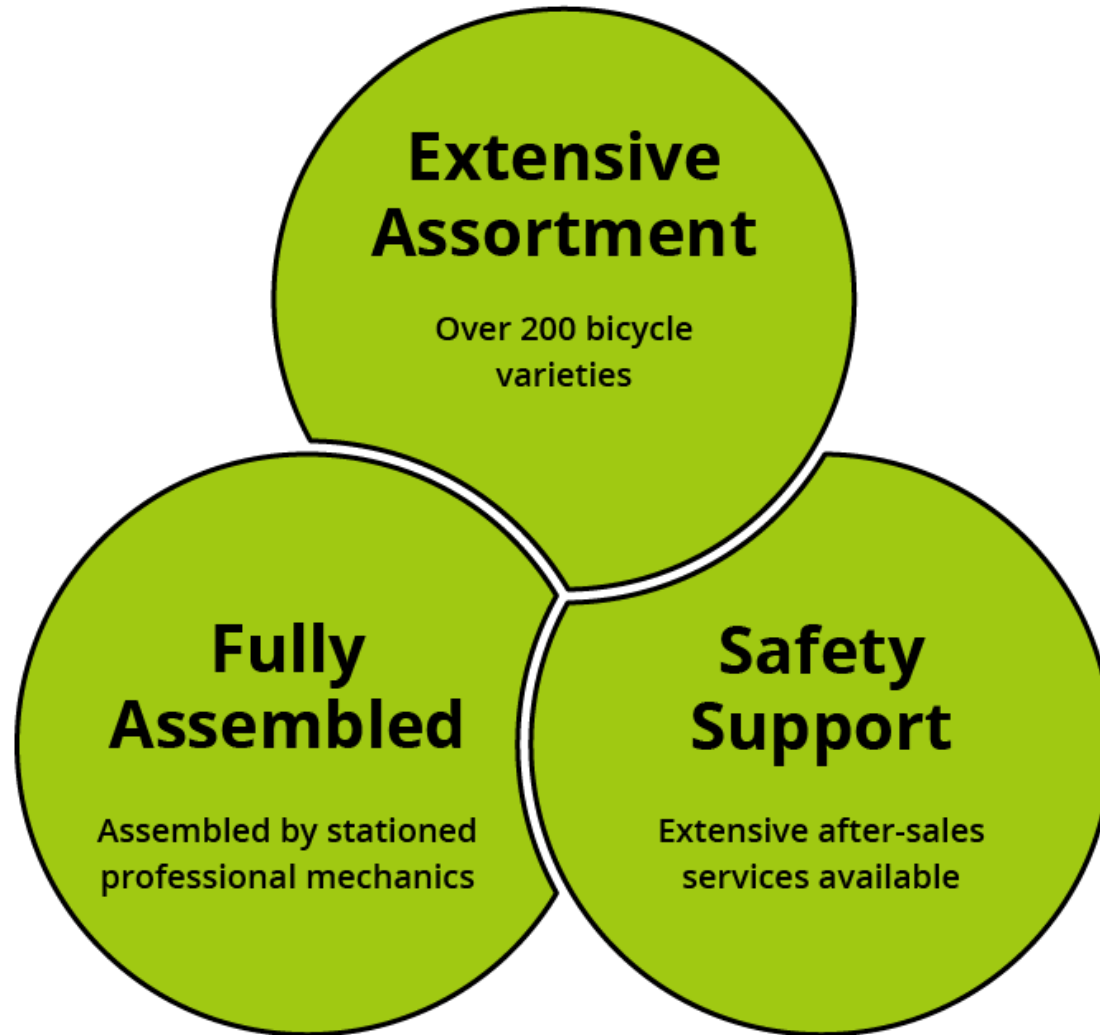 Extensive
Assortment
Over 200 bicycle
varieties
Fully
Assembled
Assembled by stationed
professional mechanics
Safety
Support
Extensive after-sales
services available